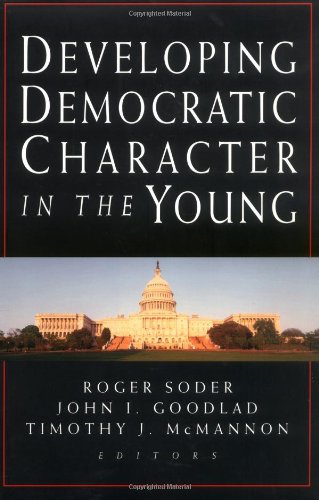 DEVELOPING
DEMOCRATIC
CHARACTER
IN THE YOUNG
ROGER SODER
JOHN I. GOODLAD
TIMOTHY J. McMANNON
EDITORS